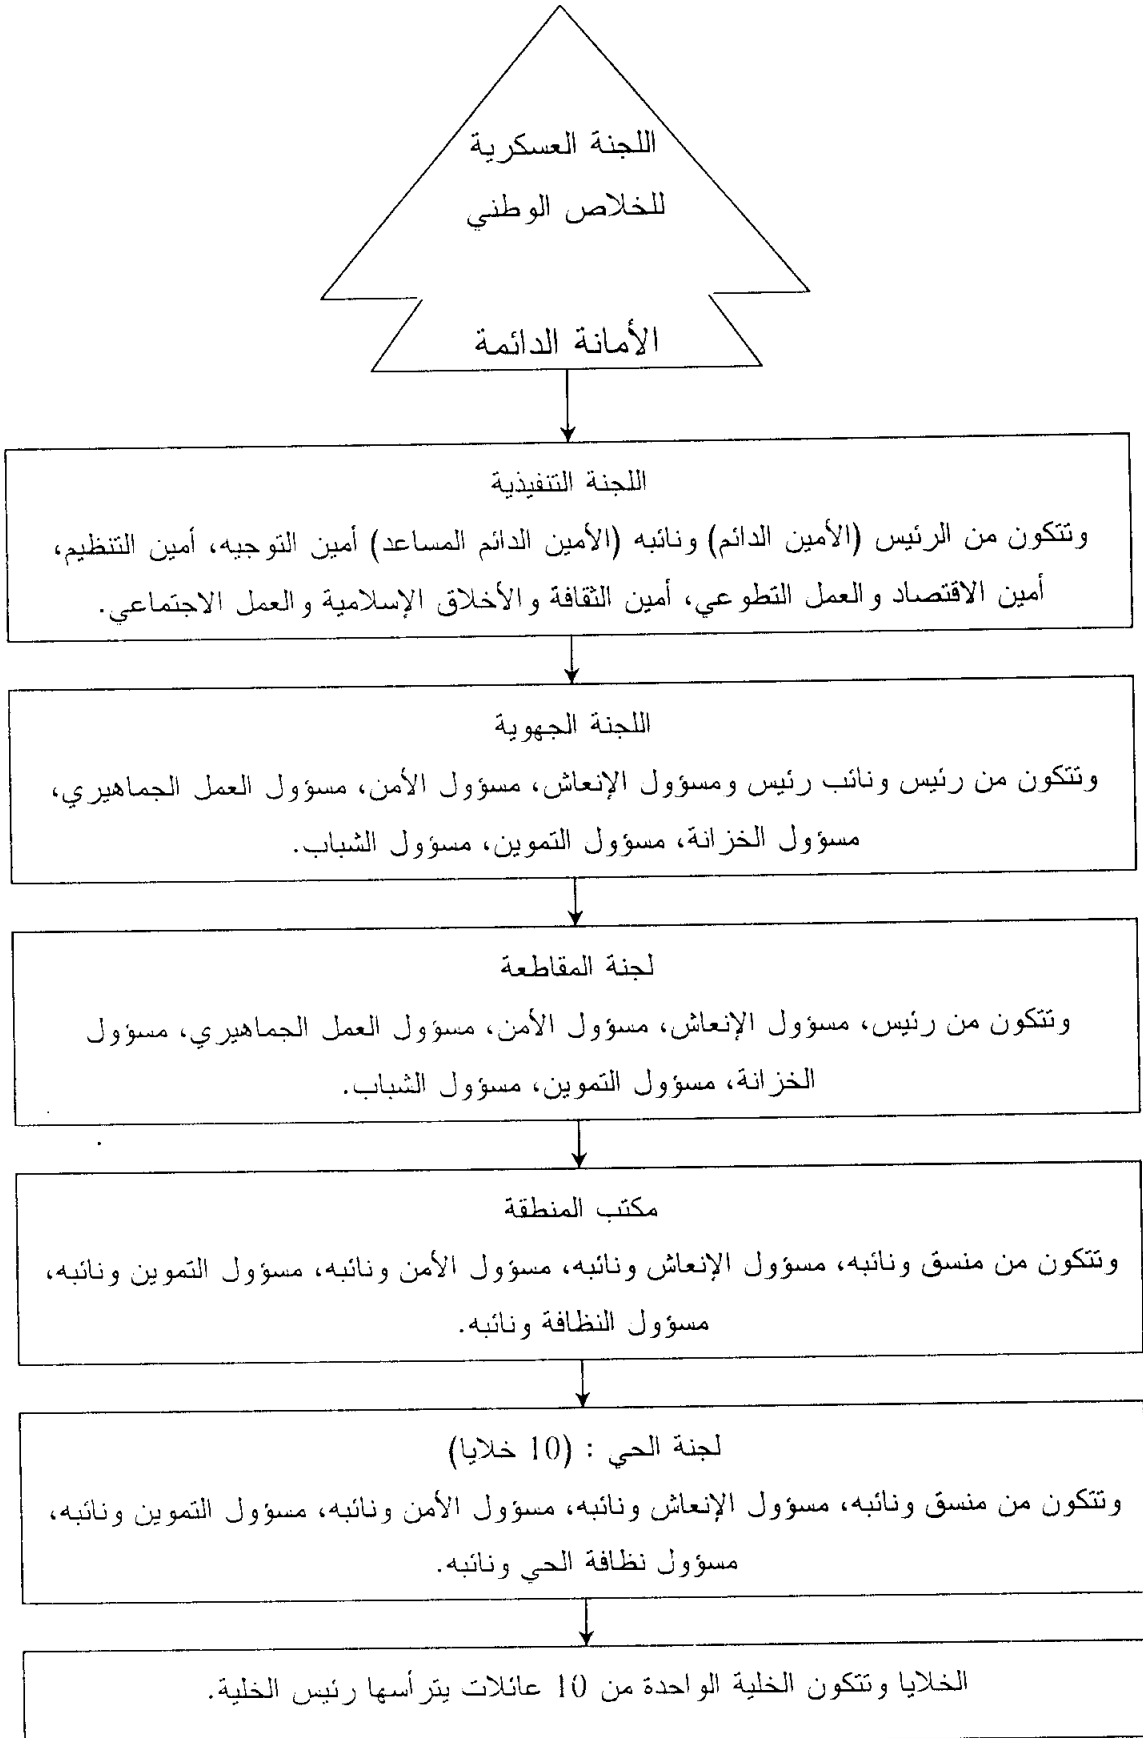 اللجنة العسكرية
للخلاص الوطني
الأمانة الدائمة
اللجنة التنفيذية
وتتكون من الرئيس (الأمين الدائم) ونائبه (الأمين الدائم المساعد) أمين التوجيه، أمين التنظيم،
أمين الاقتصاد والعمل التطوعي، أمين الثقافة والأخلاق الإسلامية والعمل الاجتماعي.
اللجنة الجهوية
وتتكون من رئيس ونائب رئيس ومسؤول الإنعاش، مسؤول الأمن، مسؤول العمل الجماهيري،
مسؤول الخزانة، مسؤول التموين، مسؤول الشباب.
لجنة المقاطعة
وتتكون من رئيس، مسؤول الإنعاش، مسؤول الأمن، مسؤول العمل الجماهيري، مسؤول
الخزانة، مسؤول التموين، مسؤول الشباب.
مكتب المنطقة
وتتكون من منسق ونائبه، مسؤول الإنعاش ونائبه، مسؤول الأمن ونائبه، مسؤول التموين ونائبه،
مسؤول النظافة ونائبه.
لجنة الحي : (10 خلايا)
وتتكون من منسق ونائبه، مسؤول الإنعاش ونائبه، مسؤول الأمن ونائبه، مسؤول التموين ونائبه،
مسؤول نظافة الحي ونائبه.
الخلايا وتتكون الخلية الواحدة من 10 عائلات يترأسها رئيس الخلية.